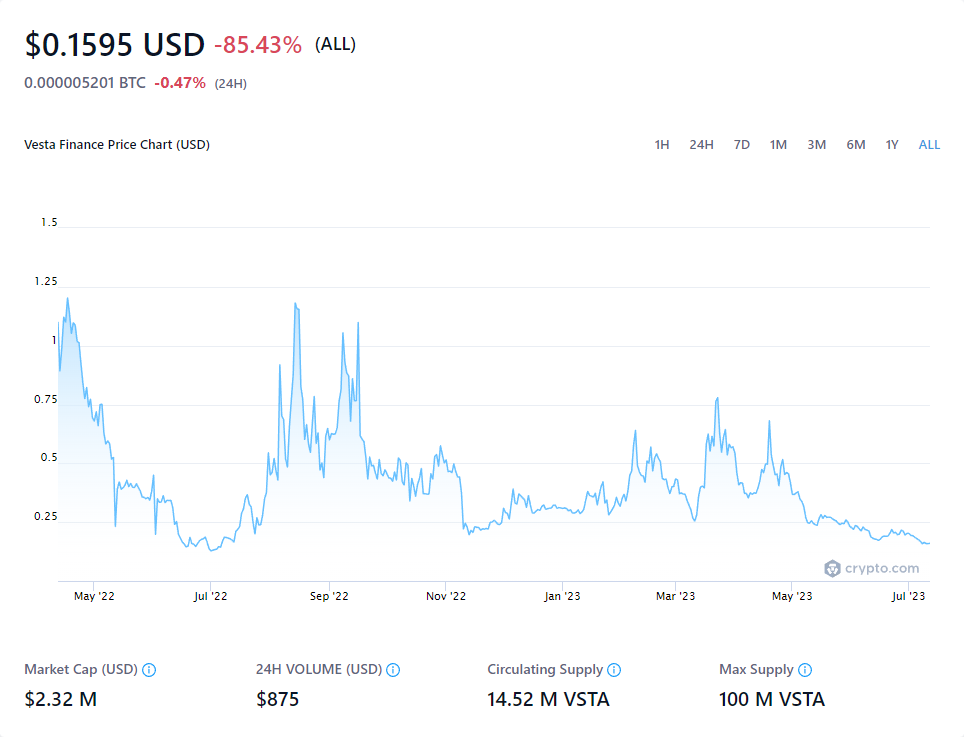 $0.1595 USD -85.43% (ALL)
0.000005201 BTC -0.47% (24H)
Vesta Finance Price Chart (USD) 1H 24H 7D 1M 3M 6M 1Y ALL
1.5
1.25
1
0.75
0.5
0.25
crypto.com
May '22 Jul '22 Sep '22 Nov '22 Jan '23 Mar '23 May '23 Jul '23
Market Cap (USD) 24H VOLUME (USD) Circulating Supply Max Supply
$2.32 M $875 14.52 M VSTA 100 M VSTA